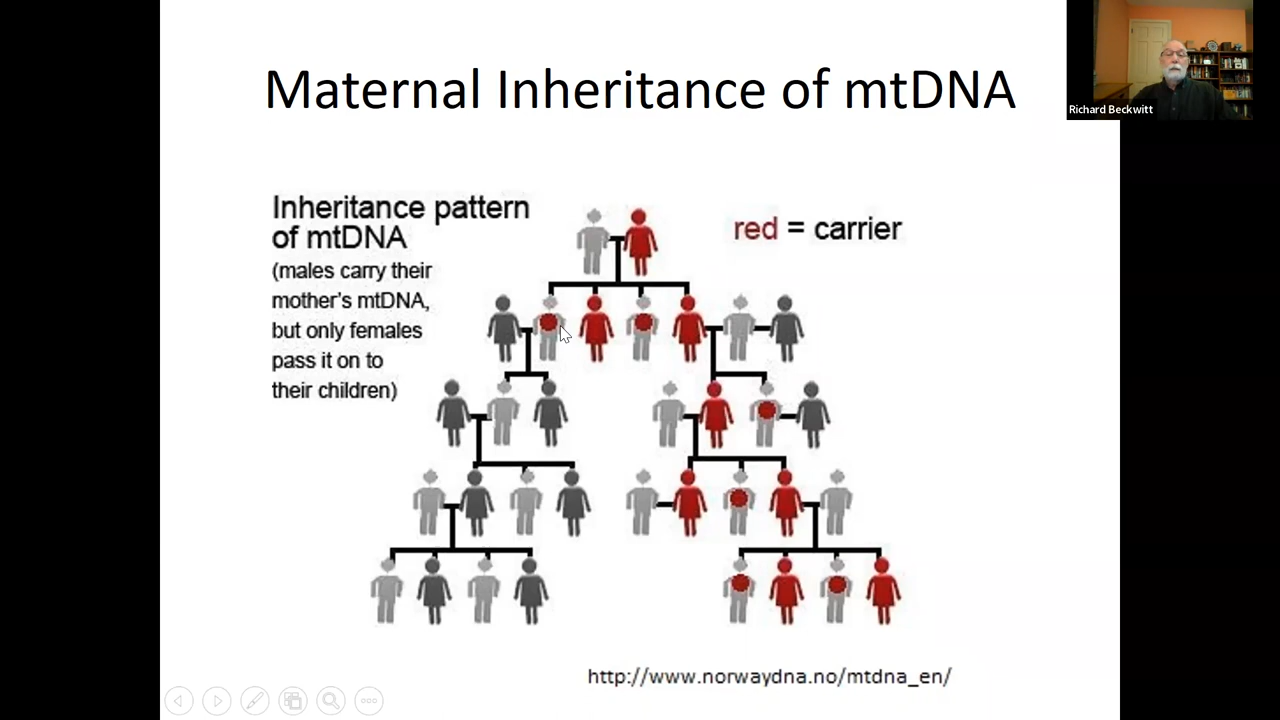 Maternal Inheritance of mtDNA
Richard Beckwitt
Inheritance pattern
of mtDNA
(males carry their
mother's mtDNA,
but only females
pass it on to
their children)
red = carrier
http://www.norwaydna.no/mtdna_en/